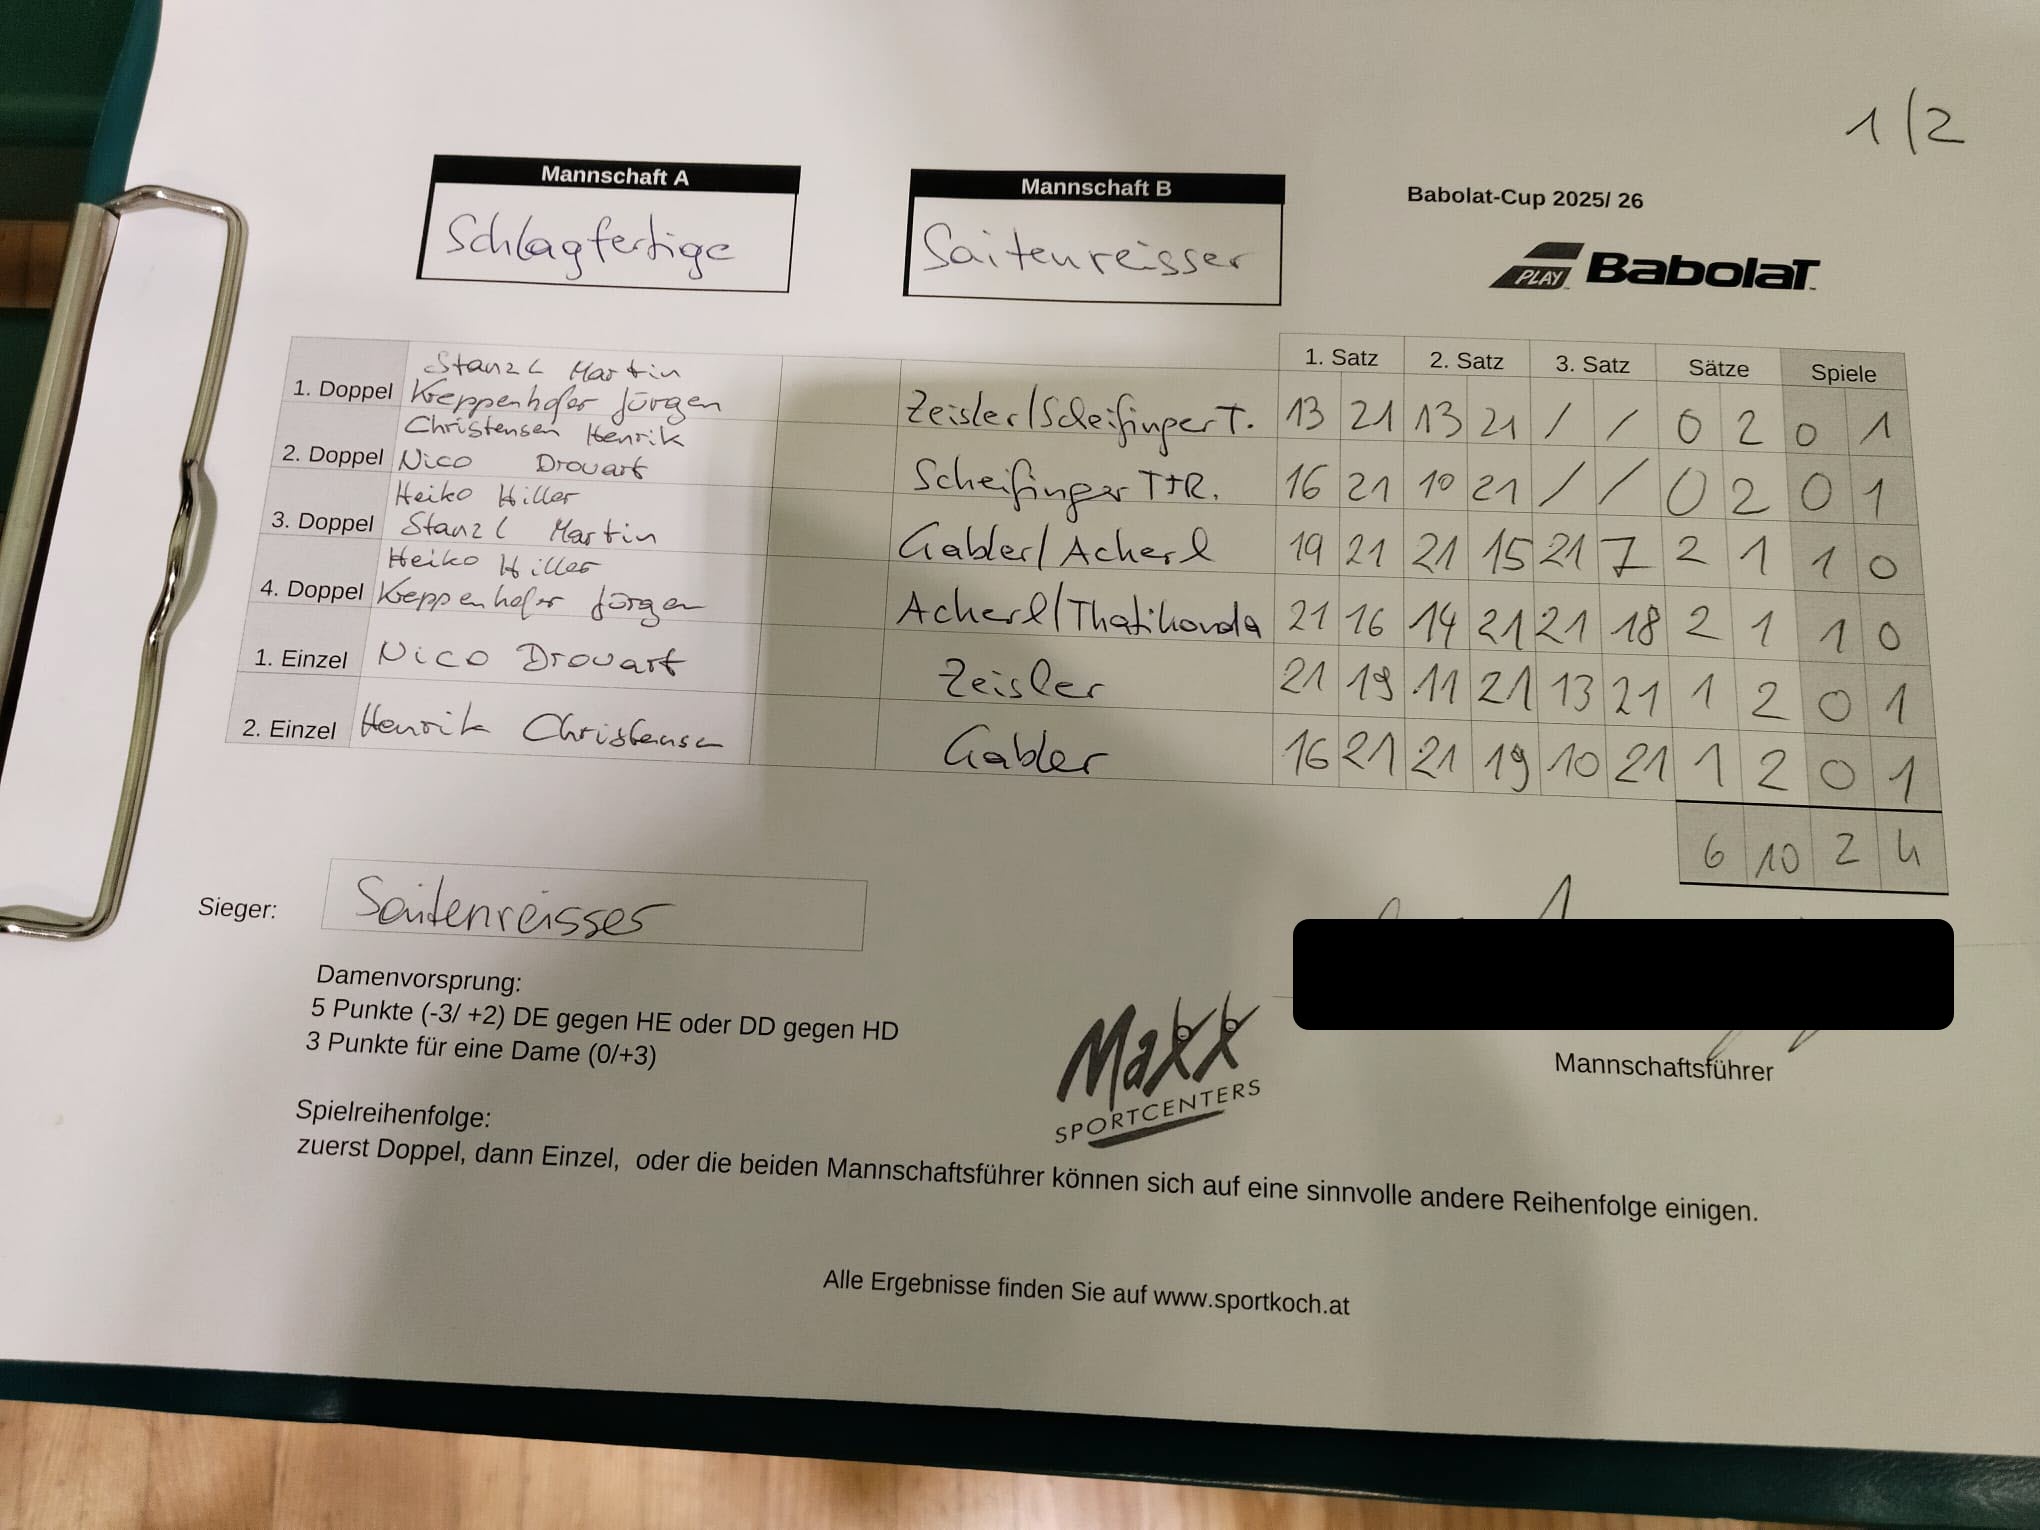 1/2
Mannschaft A
Schlagfertige
Mannschaft B
Saitenreisser
Babolat-Cup 2025/ 26
PLAY Babolat
1. Satz 2. Satz 3. Satz Sätze Spiele
Stanzl Martin
1. Doppel Kreppenhofer Jürgen Zeisler/Scheifinger T. 13 21 13 21 / / 0 2 0 1
Christensen Henrik
2. Doppel Nico Drouart Scheifinger T+R. 16 21 10 21 / / 0 2 0 1
Heiko Hiller
3. Doppel Stanzl Martin Gabler/Acherl 19 21 21 15 21 7 2 1 1 0
Heiko Hiller
4. Doppel Kreppenhofer Jürgen Acherl/Thatikonda 21 16 14 21 21 18 2 1 1 0
1. Einzel Nico Drouart Zeisler 21 19 11 21 13 21 1 2 0 1
2. Einzel Henrik Christensen Gabler 16 21 21 19 10 21 1 2 0 1
6 10 2 4
Sieger: Saitenreisser
Damenvorsprung:
5 Punkte (-3/ +2) DE gegen HE oder DD gegen HD
3 Punkte für eine Dame (0/+3)
Maxx
SPORTCENTERS
Mannschaftsführer
Spielreihenfolge:
zuerst Doppel, dann Einzel, oder die beiden Mannschaftsführer können sich auf eine sinnvolle andere Reihenfolge einigen.
Alle Ergebnisse finden Sie auf www.sportkoch.at